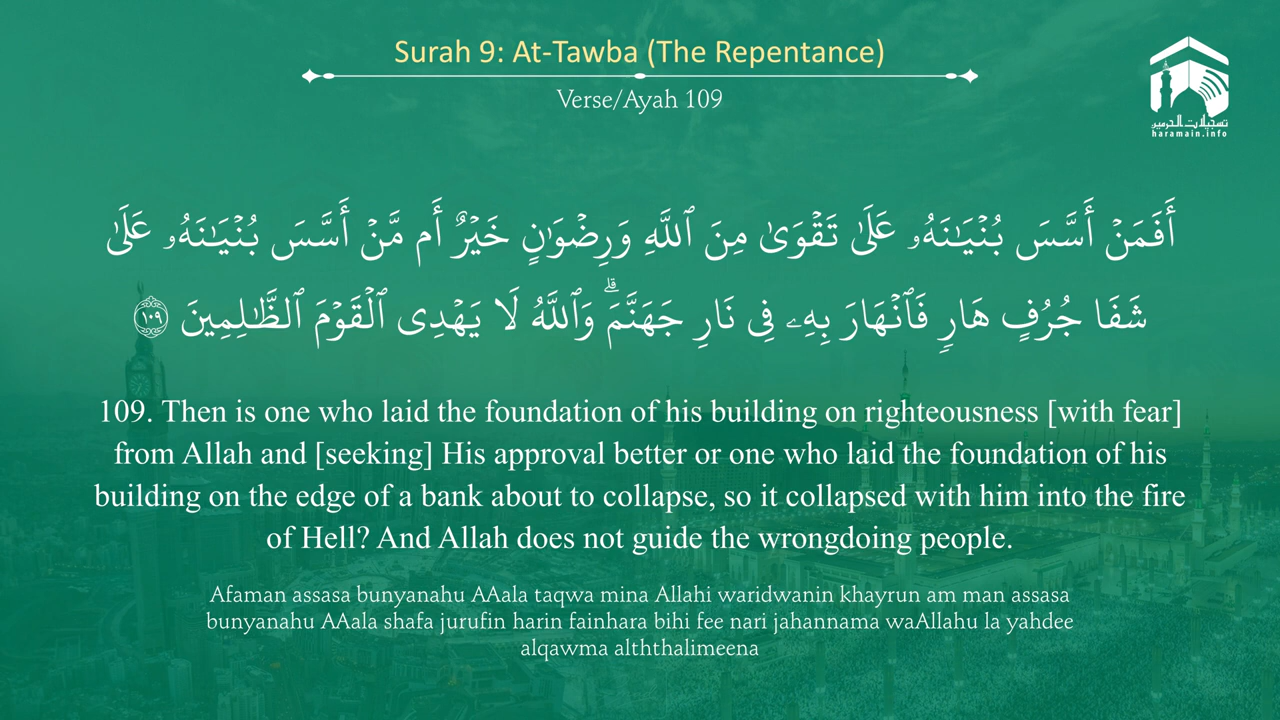 Surah 9: At-Tawba (The Repentance)
Verse/Ayah 109
تسجيلات الحرمين
haramain.info
أَفَمَنۡ أَسَّسَ بُنۡيَٰنَهُۥ عَلَىٰ تَقۡوَىٰ مِنَ ٱللَّهِ وَرِضۡوَٰنٍ خَيۡرٌ أَم مَّنۡ أَسَّسَ بُنۡيَٰنَهُۥ عَلَىٰ
شَفَا جُرُفٍ هَارٖ فَٱنۡهَارَ بِهِۦ فِي نَارِ جَهَنَّمَۗ وَٱللَّهُ لَا يَهۡدِي ٱلۡقَوۡمَ ٱلظَّٰلِمِينَ ١٠٩
109. Then is one who laid the foundation of his building on righteousness [with fear]
from Allah and [seeking] His approval better or one who laid the foundation of his
building on the edge of a bank about to collapse, so it collapsed with him into the fire
of Hell? And Allah does not guide the wrongdoing people.
Afaman assasa bunyanahu AAala taqwa mina Allahi waridwanin khayrun am man assasa
bunyanahu AAala shafa jurufin harin fainhara bihi fee nari jahannama waAllahu la yahdee
alqawma alththalimeena